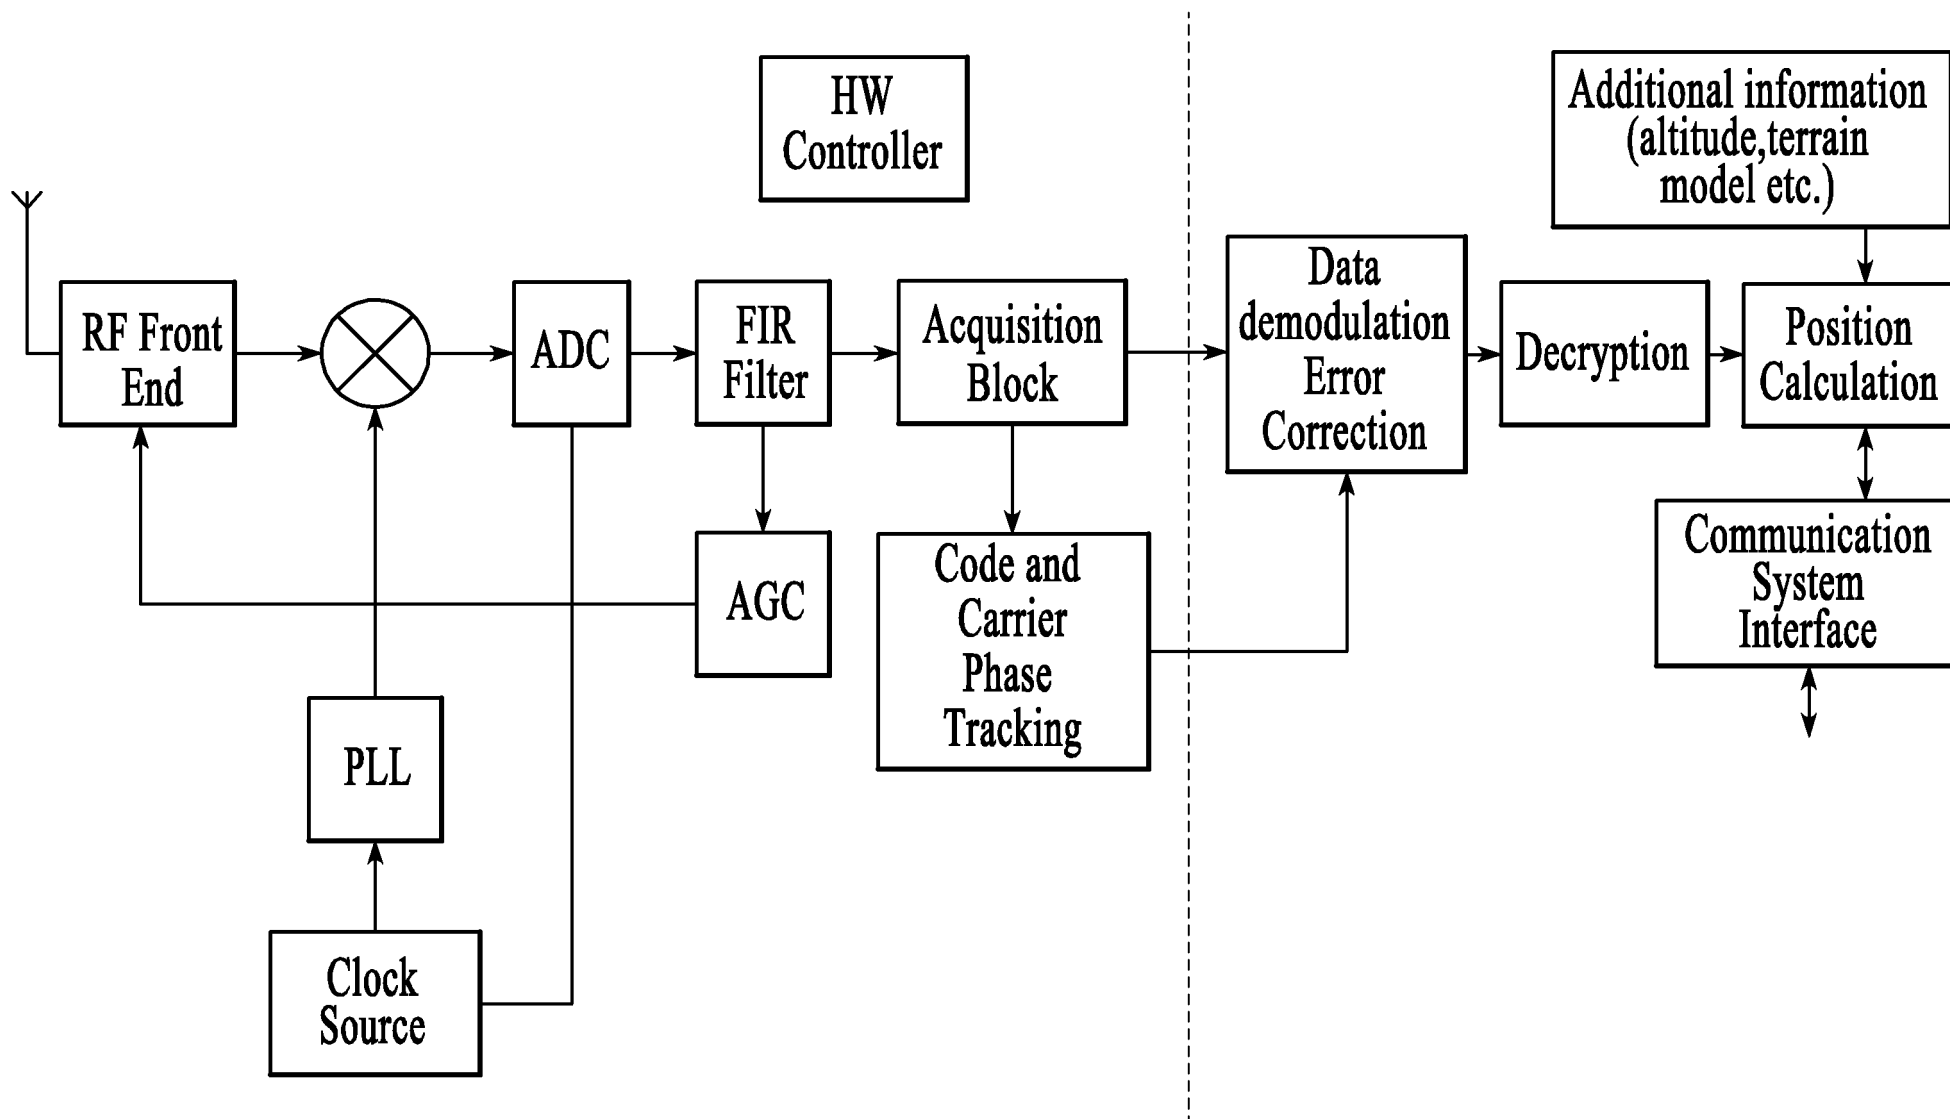 HW
Controller
Additional information
(altitude,terrain
model etc.)
RF Front
End
ADC
FIR
Filter
Acquisition
Block
Data
demodulation
Error
Correction
Decryption
Position
Calculation
AGC
Code and
Carrier
Phase
Tracking
Communication
System
Interface
PLL
Clock
Source